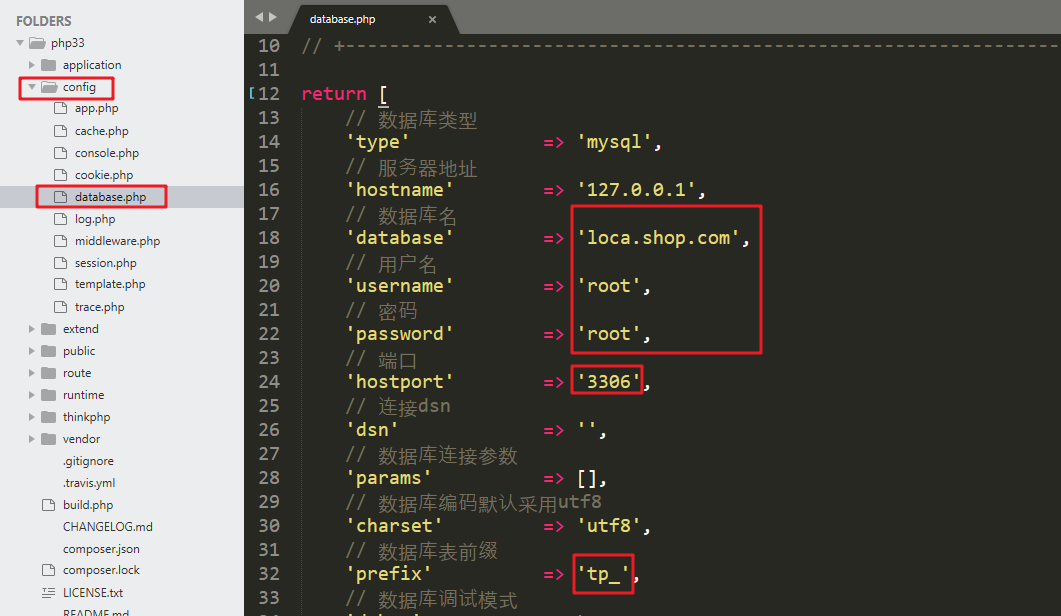 FOLDERS
php33
application
config
app.php
cache.php
console.php
cookie.php
database.php
log.php
middleware.php
session.php
template.php
trace.php
extend
public
route
runtime
thinkphp
vendor
.gitignore
.travis.yml
build.php
CHANGELOG.md
composer.json
composer.lock
LICENSE.txt
README.md
database.php ×
10 // +-----------------------------------------------------------------
11
12 return [
13 // 数据库类型
14 'type' => 'mysql',
15 // 服务器地址
16 'hostname' => '127.0.0.1',
17 // 数据库名
18 'database' => 'loca.shop.com',
19 // 用户名
20 'username' => 'root',
21 // 密码
22 'password' => 'root',
23 // 端口
24 'hostport' => '3306',
25 // 连接dsn
26 'dsn' => '',
27 // 数据库连接参数
28 'params' => [],
29 // 数据库编码默认采用utf8
30 'charset' => 'utf8',
31 // 数据库表前缀
32 'prefix' => 'tp_',
33 // 数据库调试模式